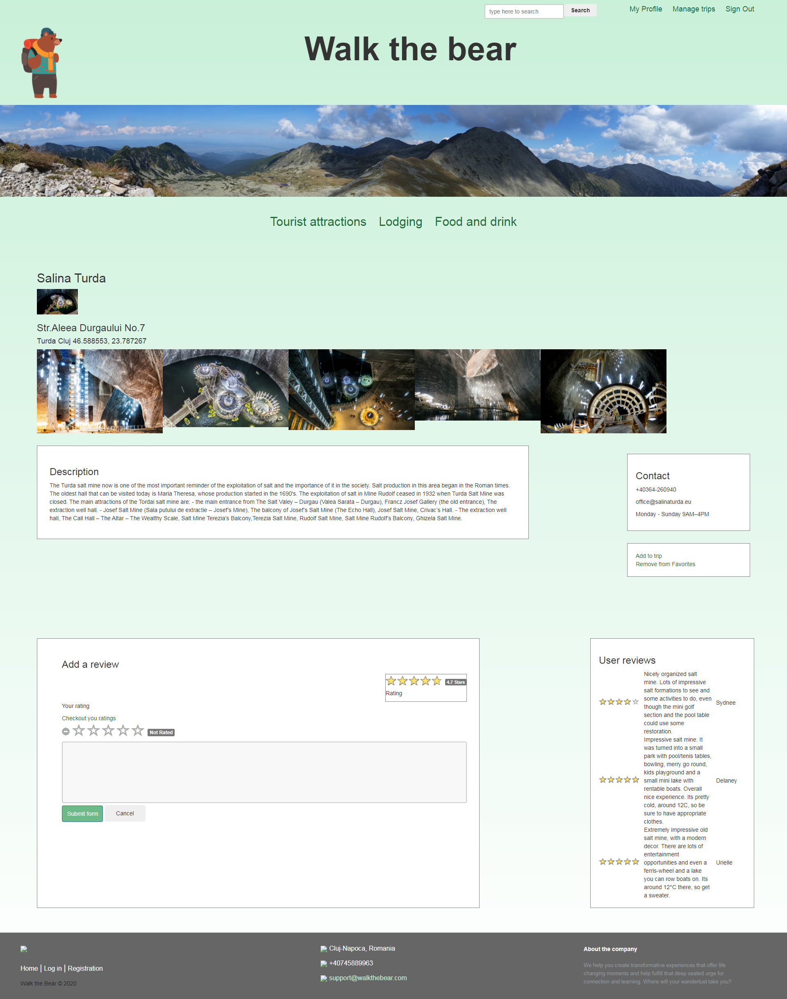 type here to search
Search
My Profile
Manage trips
Sign Out
Walk the bear
Tourist attractions
Lodging
Food and drink
Salina Turda
Str.Aleea Durgaului No.7
Turda Cluj 46.588553, 23.787267
Description
The Turda salt mine now is one of the most important reminder of the exploitation of salt and the importance of it in the society. Salt production in this area began in the Roman times.
The oldest hall that can be visited today is Maria Theresa, whose production started in the 1690's. The exploitation of salt in Mine Rudolf ceased in 1932 when Turda Salt Mine was
closed. The main attractions of the Tordai salt mine are: - the main entrance from The Salt Valey – Durgau (Valea Sarata – Durgau), Francz Josef Gallery (the old entrance), The
extraction well hall. - Josef Salt Mine (Sala putului de extractie – Josef's Mine), The balcony of Josef's Salt Mine (The Echo Hall), Josef Salt Mine, Crivac's Hall. - The extraction well
hall, The Call Hall – The Altar – The Wealthy Scale, Salt Mine Terezia's Balcony,Terezia Salt Mine, Rudolf Salt Mine, Salt Mine Rudolf's Balcony, Ghizela Salt Mine.
Contact
+40364-260940
office@salinaturda.eu
Monday - Sunday 9AM–4PM
Add to trip
Remove from Favorites
Add a review
4.7 Stars
Rating
Your rating
Checkout you ratings
Not Rated
Submit form
Cancel
User reviews
Nicely organized salt
mine. Lots of impressive
salt formations to see and
some activities to do, even
though the mini golf
section and the pool table
could use some
restoration.
Sydnee
Impressive salt mine. It
was turned into a small
park with pool/tenis tables,
bowling, merry go round,
kids playground and a
small mini lake with
rentable boats. Overall
nice experience. Its pretty
cold, around 12C, so be
sure to have appropriate
clothes.
Delaney
Extremely impressive old
salt mine, with a modern
decor. There are lots of
entertainment
opportunities and even a
ferris-wheel and a lake
you can row boats on. Its
around 12°C there, so get
a sweater.
Urielle
Home | Log in | Registration
Walk the Bear © 2020
Cluj-Napoca, Romania
+40745889963
support@walkthebear.com
About the company
We help you create transformative experiences that offer life
changing moments and help fulfill that deep seated urge for
connection and learning. Where will your wanderlust take you?